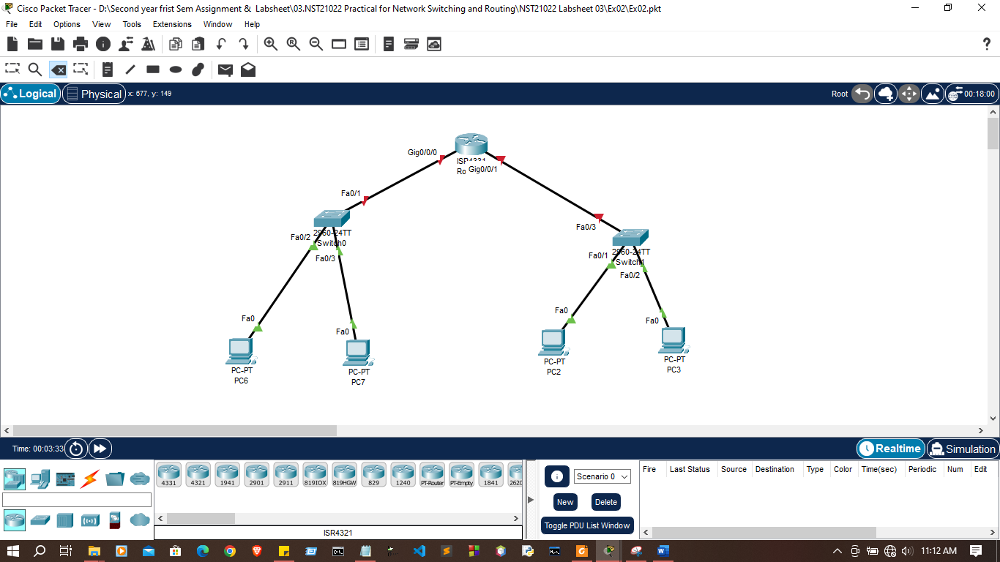 Cisco Packet Tracer - D:\Second year frist Sem Assignment & Labsheet\03.NST21022 Practical for Network Switching and Routing\NST21022 Labsheet 03\Ex02\Ex02.pkt
File Edit Options View Tools Extensions Window Help
Logical Physical x: 677, y: 149 Root 00:18:00
Gig0/0/0
ISR4331
Ro Gig0/0/1
Fa0/1
Fa0/3
2960-24TT
Switch0
Fa0/2
Fa0/3
2960-24TT
Switch1
Fa0/1
Fa0/2
Fa0
Fa0
Fa0
Fa0
PC-PT
PC6
PC-PT
PC7
PC-PT
PC2
PC-PT
PC3
Time: 00:03:33 Realtime Simulation
4331 4321 1941 2901 2911 819IOX 819HGW 829 1240 PT-Router PT-Empty 1841 2620
ISR4321
Scenario 0
New Delete
Toggle PDU List Window
Fire Last Status Source Destination Type Color Time(sec) Periodic Num Edit
11:12 AM